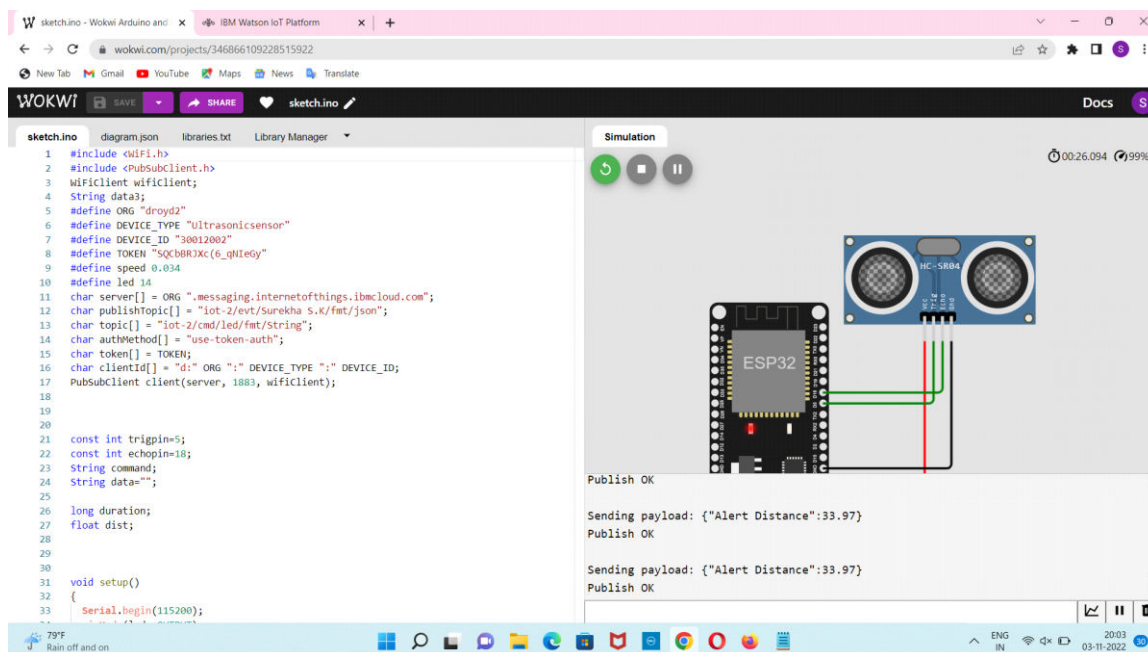 sketch.ino - Wokwi Arduino and
IBM Watson IoT Platform
wokwi.com/projects/346866109228515922
S
New Tab Gmail YouTube Maps News Translate
WOKWi SAVE SHARE sketch.ino Docs S
sketch.ino diagram.json libraries.txt Library Manager
1 #include <WiFi.h>
2 #include <PubSubClient.h>
3 WiFiClient wifiClient;
4 String data3;
5 #define ORG "droyd2"
6 #define DEVICE_TYPE "Ultrasonicsensor"
7 #define DEVICE_ID "30012002"
8 #define TOKEN "SQCbBRJXc(6_qNIeGy"
9 #define speed 0.034
10 #define led 14
11 char server[] = ORG ".messaging.internetofthings.ibmcloud.com";
12 char publishTopic[] = "iot-2/evt/Surekha S.K/fmt/json";
13 char topic[] = "iot-2/cmd/led/fmt/String";
14 char authMethod[] = "use-token-auth";
15 char token[] = TOKEN;
16 char clientId[] = "d:" ORG ":" DEVICE_TYPE ":" DEVICE_ID;
17 PubSubClient client(server, 1883, wifiClient);
18
19
20
21 const int trigpin=5;
22 const int echopin=18;
23 String command;
24 String data="";
25
26 long duration;
27 float dist;
28
29
30
31 void setup()
32 {
33 Serial.begin(115200);
Simulation
00:26.094 99%
HC-SR04
Vcc Trig Echo Gnd
ESP32
Publish OK
Sending payload: {"Alert Distance":33.97}
Publish OK
Sending payload: {"Alert Distance":33.97}
Publish OK
79°F
Rain off and on
ENG
IN
20:03
03-11-2022
30